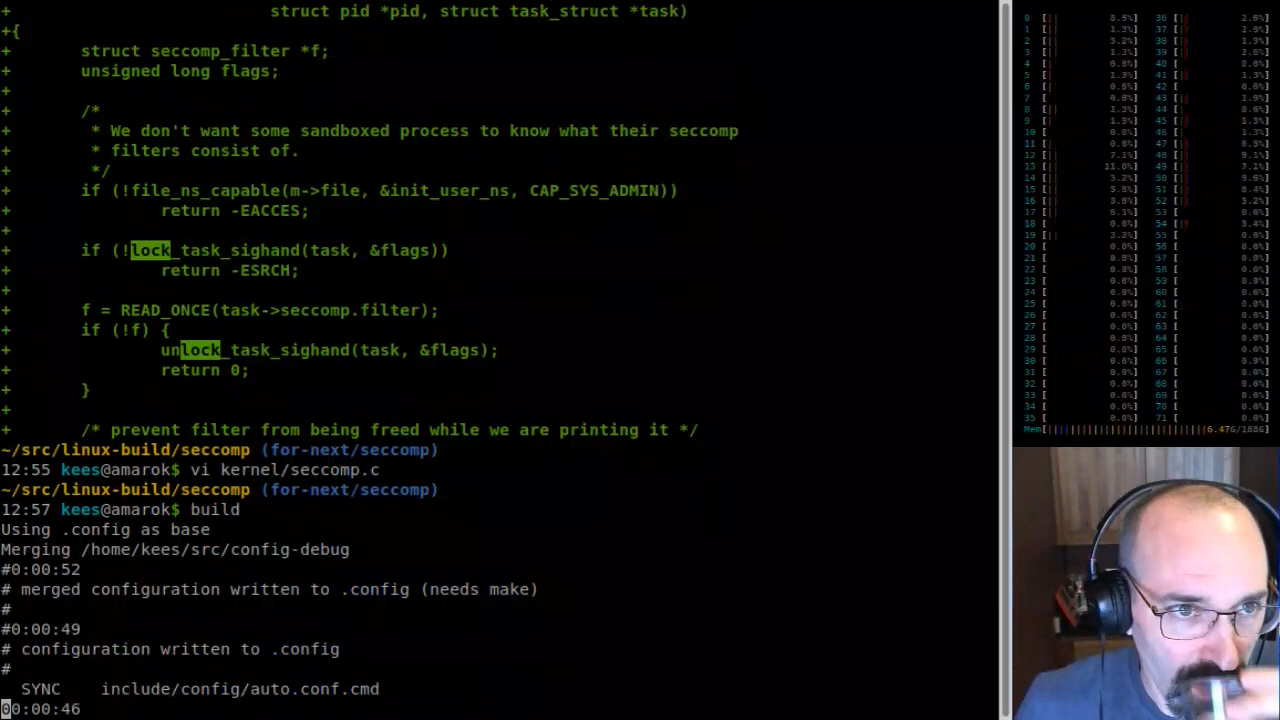 struct pid *pid, struct task_struct *task)
+{
+       struct seccomp_filter *f;
+       unsigned long flags;
+
+       /*
+        * We don't want some sandboxed process to know what their seccomp
+        * filters consist of.
+        */
+       if (!file_ns_capable(m->file, &init_user_ns, CAP_SYS_ADMIN))
+               return -EACCES;
+
+       if (!lock_task_sighand(task, &flags))
+               return -ESRCH;
+
+       f = READ_ONCE(task->seccomp.filter);
+       if (!f) {
+               unlock_task_sighand(task, &flags);
+               return 0;
+       }
+
+       /* prevent filter from being freed while we are printing it */
~/src/linux-build/seccomp (for-next/seccomp)
12:55 kees@amarok$ vi kernel/seccomp.c
~/src/linux-build/seccomp (for-next/seccomp)
12:57 kees@amarok$ build
Using .config as base
Merging /home/kees/src/config-debug
#0:00:52
# merged configuration written to .config (needs make)
#
#0:00:49
# configuration written to .config
#
  SYNC    include/config/auto.conf.cmd
00:00:46
Mem 6.47G/188G